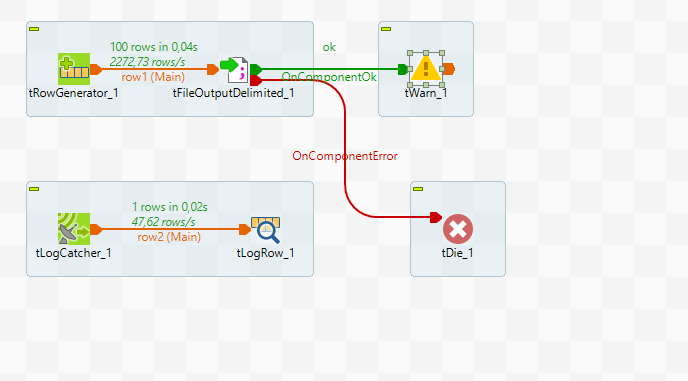 100 rows in 0,04s
2272,73 rows/s
row1 (Main)
ok
OnComponentOk
tRowGenerator_1
tFileOutputDelimited_1
tWarn_1
OnComponentError
1 rows in 0,02s
47,62 rows/s
row2 (Main)
tLogCatcher_1
tLogRow_1
tDie_1